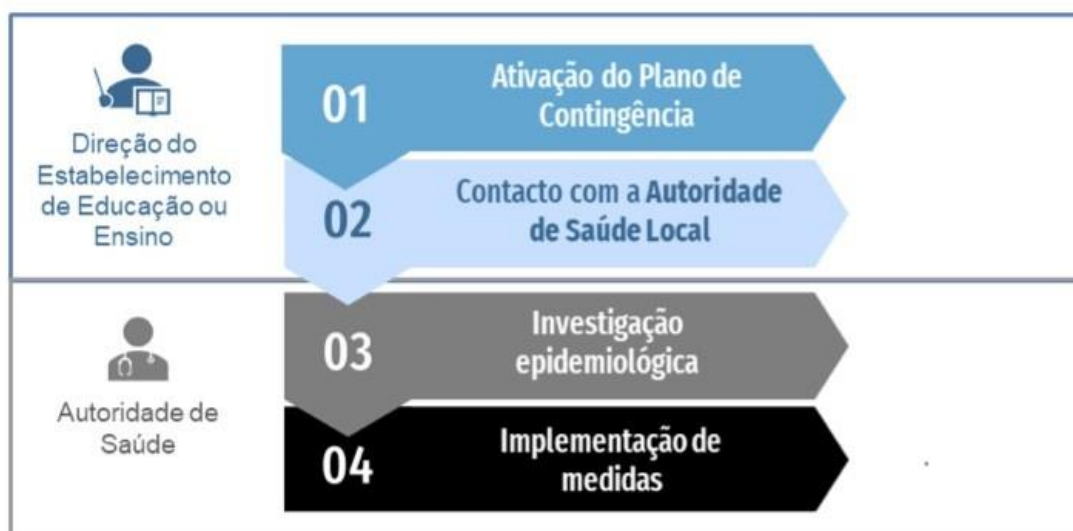 Direção do
Estabelecimento
de Educação ou
Ensino
01
Ativação do Plano de
Contingência
02
Contacto com a Autoridade
de Saúde Local
Autoridade de
Saúde
03
Investigação
epidemiológica
04
Implementação de
medidas